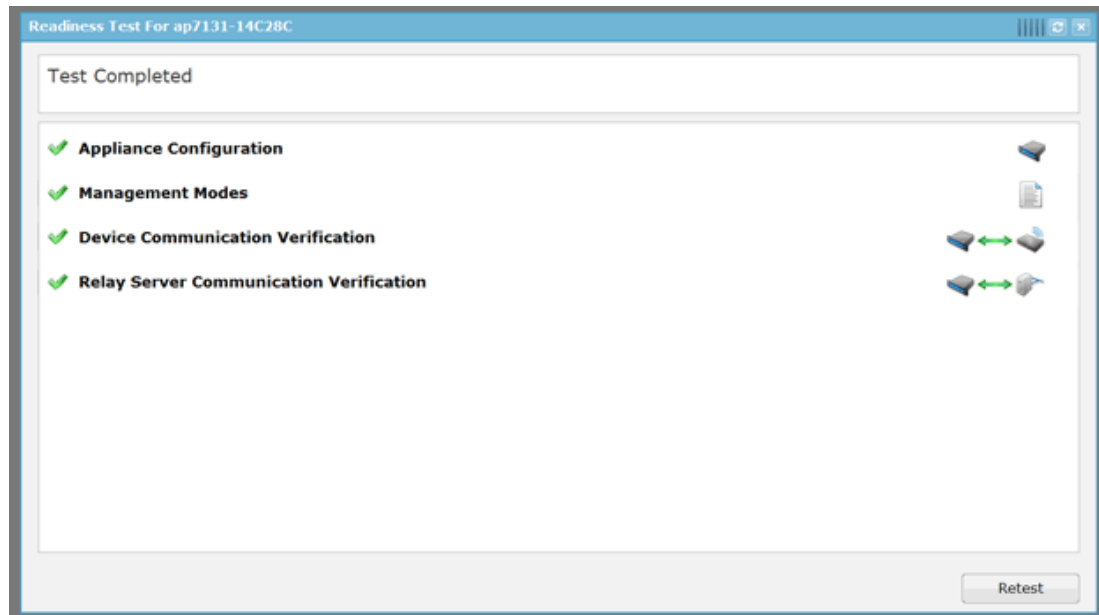 Readiness Test For ap7131-14C28C
Test Completed
Appliance Configuration
Management Modes
Device Communication Verification
Relay Server Communication Verification
Retest